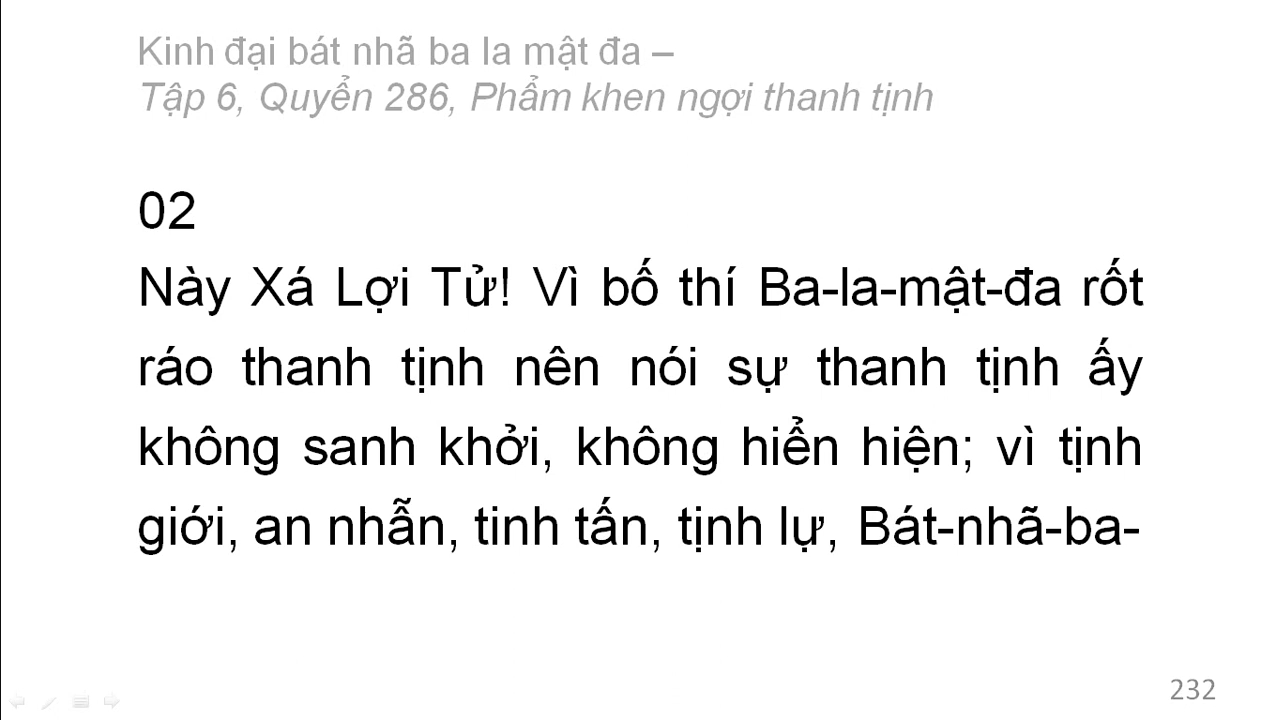 Kinh đại bát nhã ba la mật đa –
Tập 6, Quyển 286, Phẩm khen ngợi thanh tịnh
02
Này Xá Lợi Tử! Vì bố thí Ba-la-mật-đa rốt
ráo thanh tịnh nên nói sự thanh tịnh ấy
không sanh khởi, không hiển hiện; vì tịnh
giới, an nhẫn, tinh tấn, tịnh lự, Bát-nhã-ba-
232